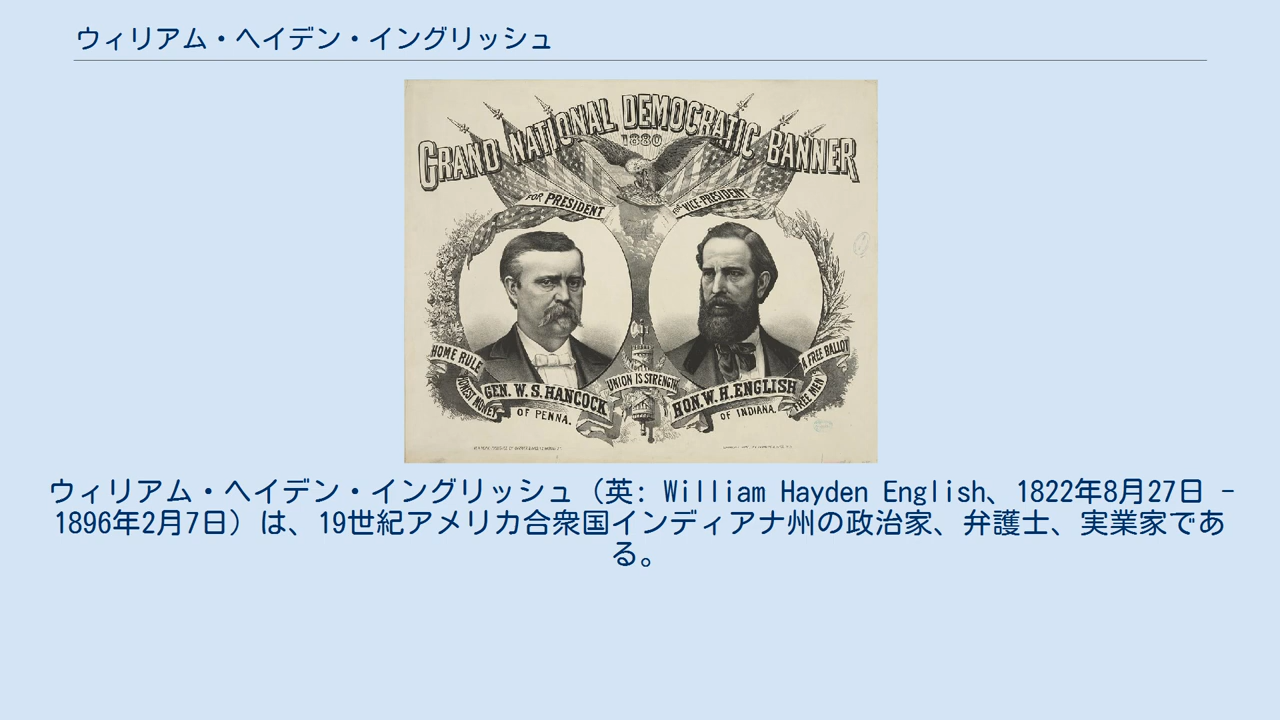 ウィリアム・ヘイデン・イングリッシュ
GRAND NATIONAL DEMOCRATIC BANNER
1880
FOR PRESIDENT
FOR VICE-PRESIDENT
HOME RULE
HONEST MONEY
GEN. W. S. HANCOCK
OF PENNA.
UNION IS STRENGTH
HON. W. H. ENGLISH
OF INDIANA.
A FREE BALLOT
FREE MEN
ウィリアム・ヘイデン・イングリッシュ（英: William Hayden English、1822年8月27日 -
1896年2月7日）は、19世紀アメリカ合衆国インディアナ州の政治家、弁護士、実業家であ
る。